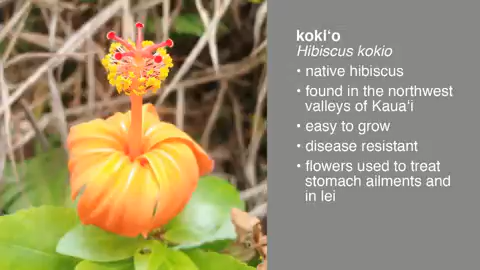 kokiʻo
Hibiscus kokio
• native hibiscus
• found in the northwest
valleys of Kauaʻi
• easy to grow
• disease resistant
• flowers used to treat
stomach ailments and
in lei